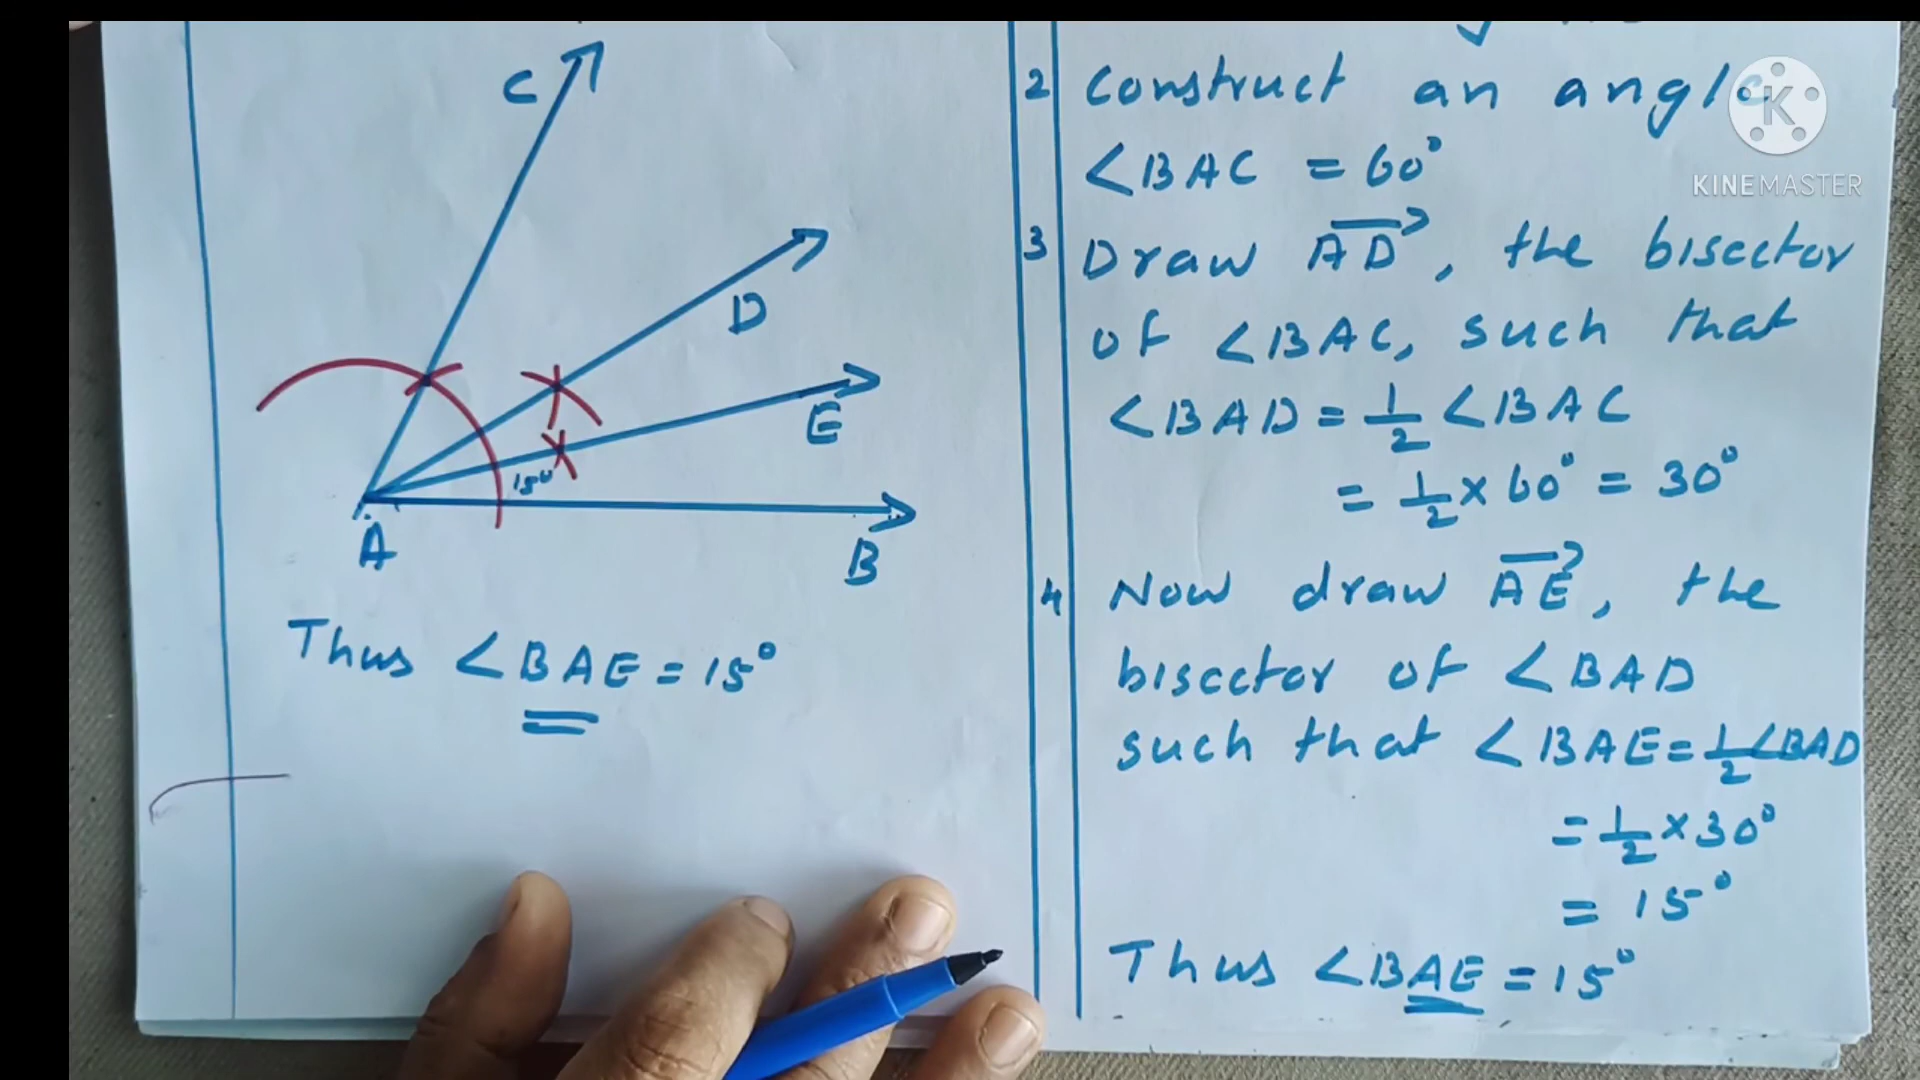 C
D
E
15°
A
B
Thus ∠BAE = 15°
2 Construct an angle
∠BAC = 60°
3 Draw AD→, the bisector
of ∠BAC, such that
∠BAD = 1/2 ∠BAC
= 1/2 × 60° = 30°
4 Now draw AE→, the
bisector of ∠BAD
such that ∠BAE = 1/2 ∠BAD
= 1/2 × 30°
= 15°
Thus ∠BAE = 15°
K
KINEMASTER